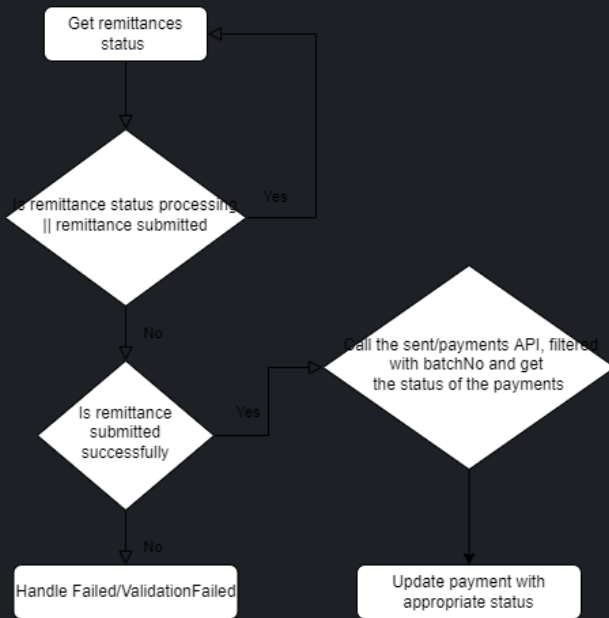 Get remittances
status
Is remittance status processing
|| remittance submitted
Yes
No
Is remittance
submitted
successfully
Yes
Call the sent/payments API, filtered
with batchNo and get
the status of the payments
No
Handle Failed/ValidationFailed
Update payment with
appropriate status